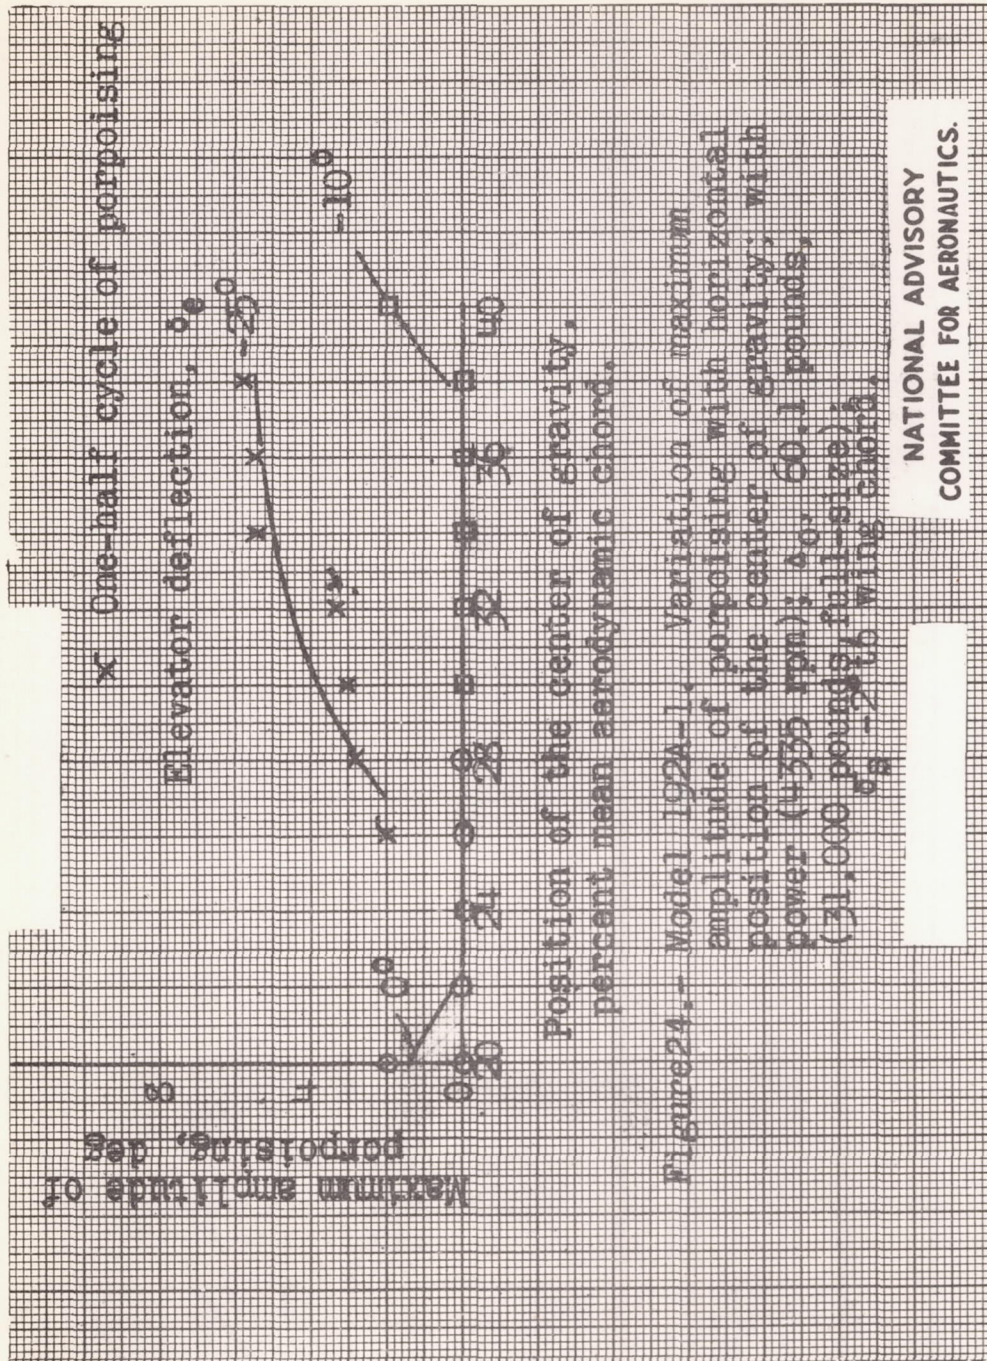 x One-half cycle of porpoising
Elevator deflection, δe
-25°
-10°
0°
Maximum amplitude of
porpoising, deg
8
4
0
20 24 28 32 36 40
Position of the center of gravity,
percent mean aerodynamic chord.
Figure24.- Model 192A-1. Variation of maximum
amplitude of porpoising with horizontal
position of the center of gravity; with
power (4335 rpm); Δo, 60.1 pounds,
(31,000 pounds full-size);
wing chord.
NATIONAL ADVISORY
COMMITTEE FOR AERONAUTICS.